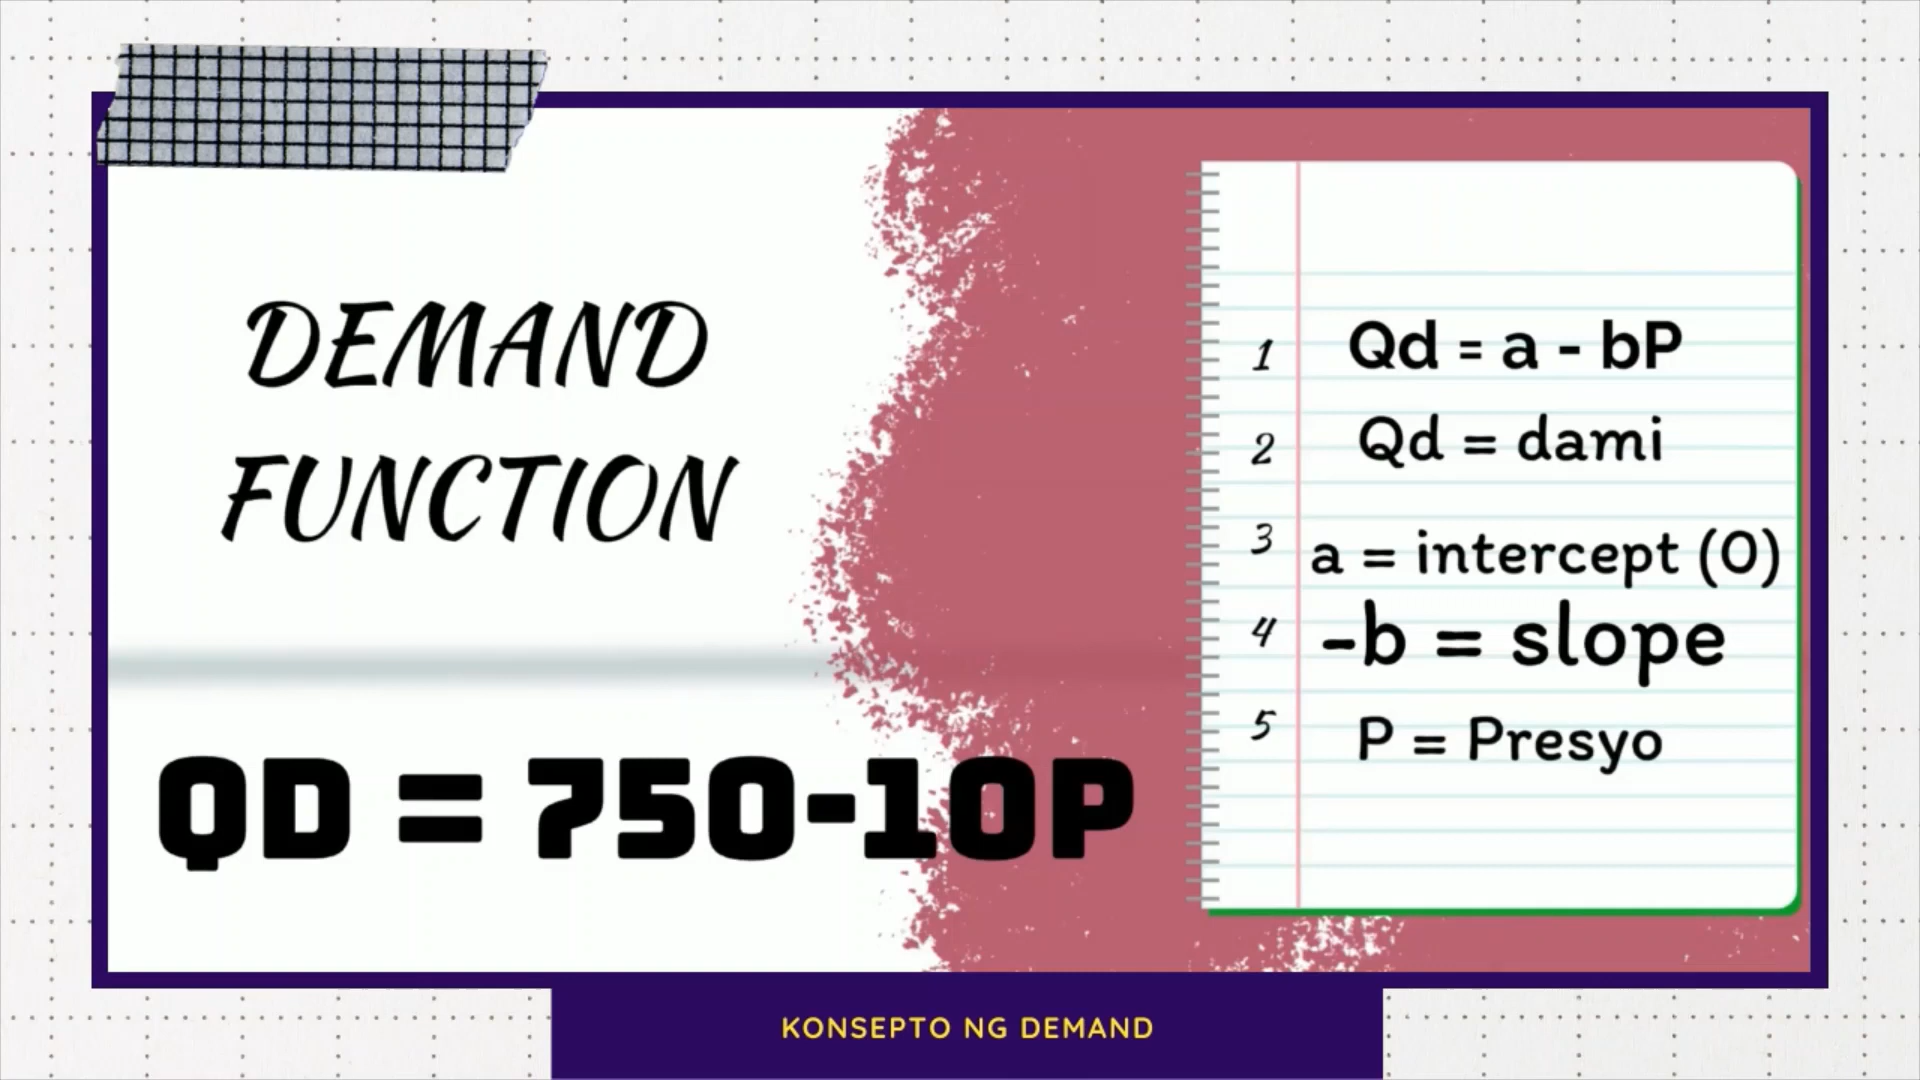 DEMAND
FUNCTION
QD = 750-10P
1 Qd = a - bP
2 Qd = dami
3 a = intercept (0)
4 -b = slope
5 P = Presyo
KONSEPTO NG DEMAND